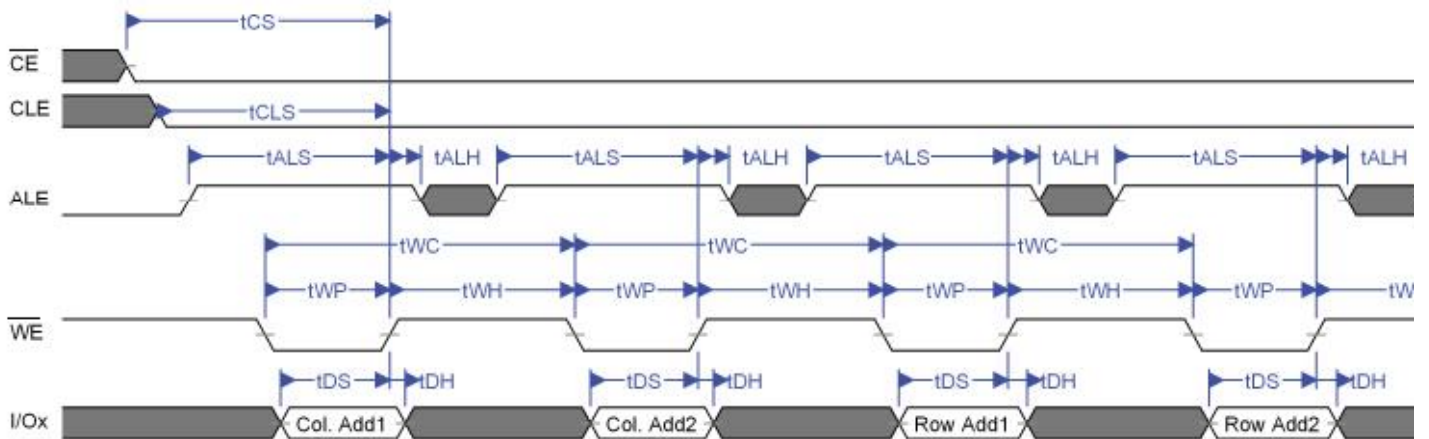 tCS
C̅E̅
CLE
tCLS
tALS tALH tALS tALH tALS tALH tALS tALH
ALE
tWC tWC tWC
tWP tWH tWP tWH tWP tWH tWP tW
W̅E̅
tDS tDH tDS tDH tDS tDH tDS tDH
I/Ox Col. Add1 Col. Add2 Row Add1 Row Add2